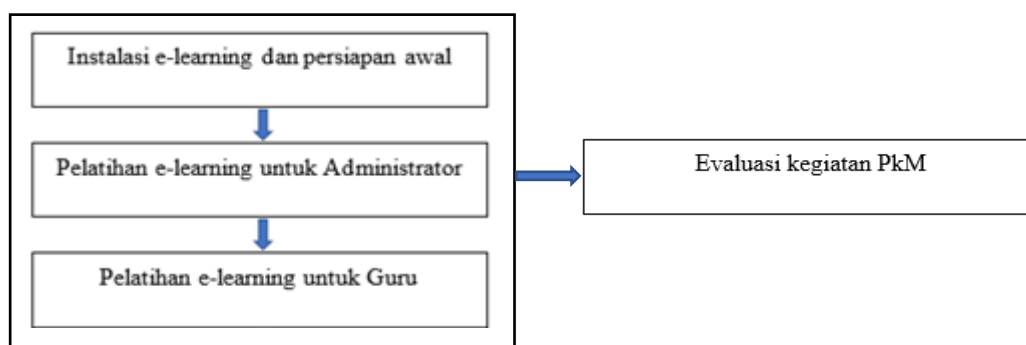 Instalasi e-learning dan persiapan awal
Pelatihan e-learning untuk Administrator
Pelatihan e-learning untuk Guru
Evaluasi kegiatan PkM